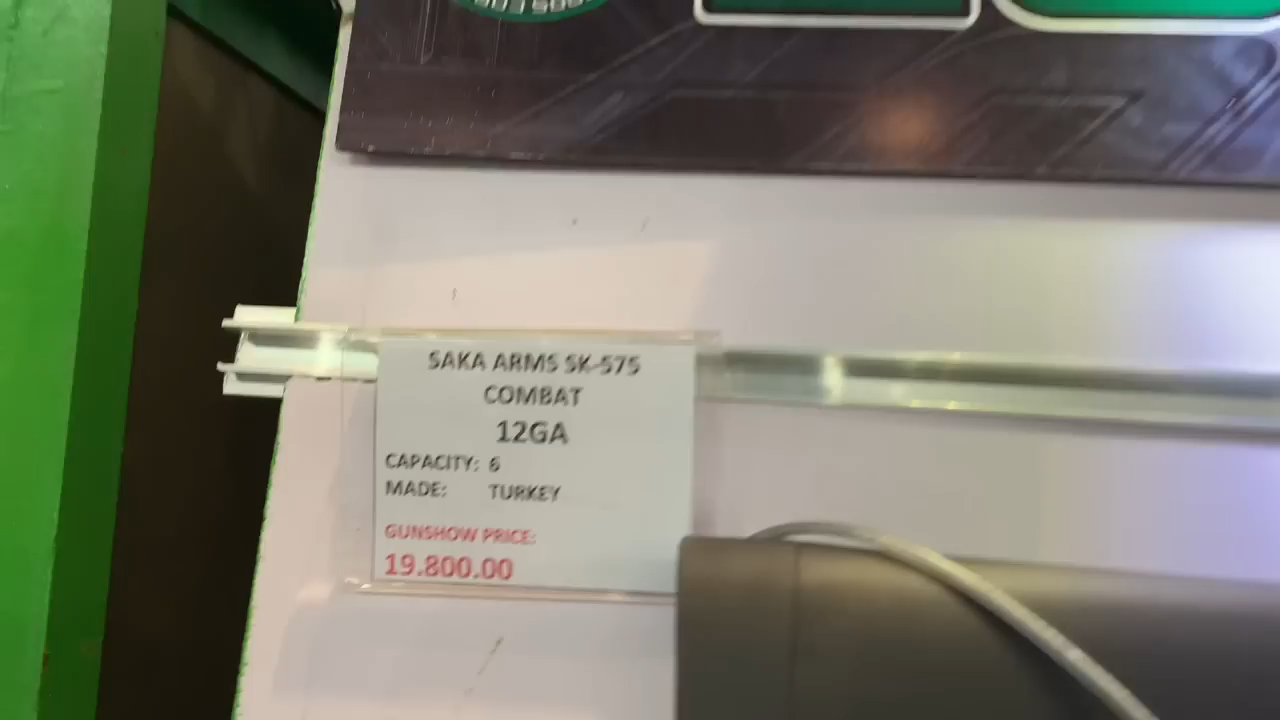 SAKA ARMS SK-575
COMBAT
12GA
CAPACITY: 6
MADE: TURKEY
GUNSHOW PRICE:
19.800.00